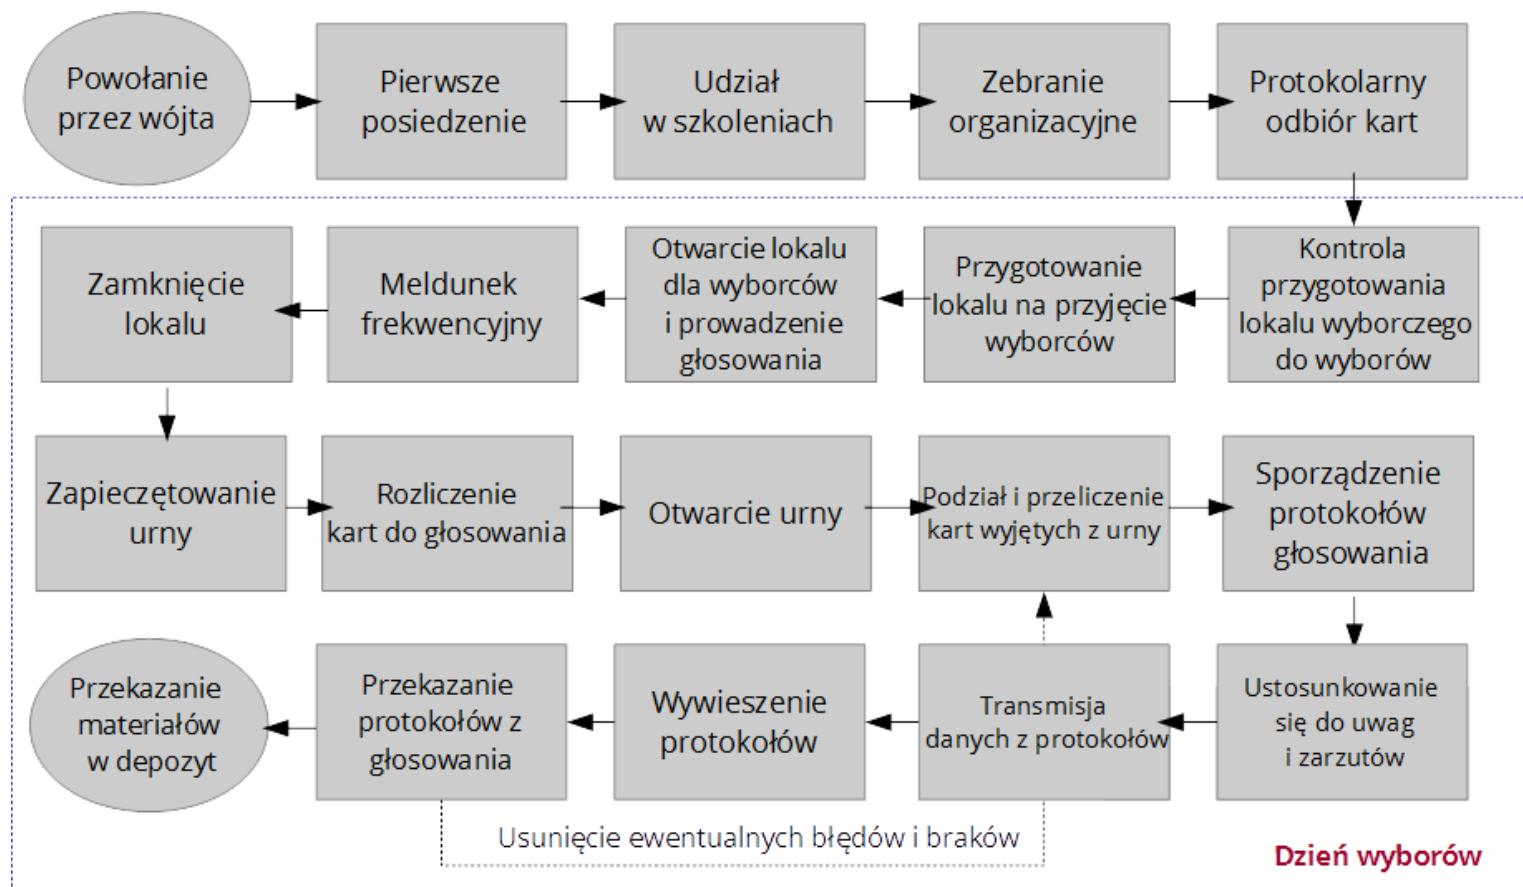 Powołanie
przez wójta
Pierwsze
posiedzenie
Udział
w szkoleniach
Zebranie
organizacyjne
Protokolarny
odbiór kart
Zamknięcie
lokalu
Meldunek
frekwencyjny
Otwarcie lokalu
dla wyborców
i prowadzenie
głosowania
Przygotowanie
lokalu na przyjęcie
wyborców
Kontrola
przygotowania
lokalu wyborczego
do wyborów
Zapieczętowanie
urny
Rozliczenie
kart do głosowania
Otwarcie urny
Podział i przeliczenie
kart wyjętych z urny
Sporządzenie
protokołów
głosowania
Przekazanie
materiałów
w depozyt
Przekazanie
protokołów z
głosowania
Wywieszenie
protokołów
Transmisja
danych z protokołów
Ustosunkowanie
się do uwag
i zarzutów
Usunięcie ewentualnych błędów i braków
Dzień wyborów